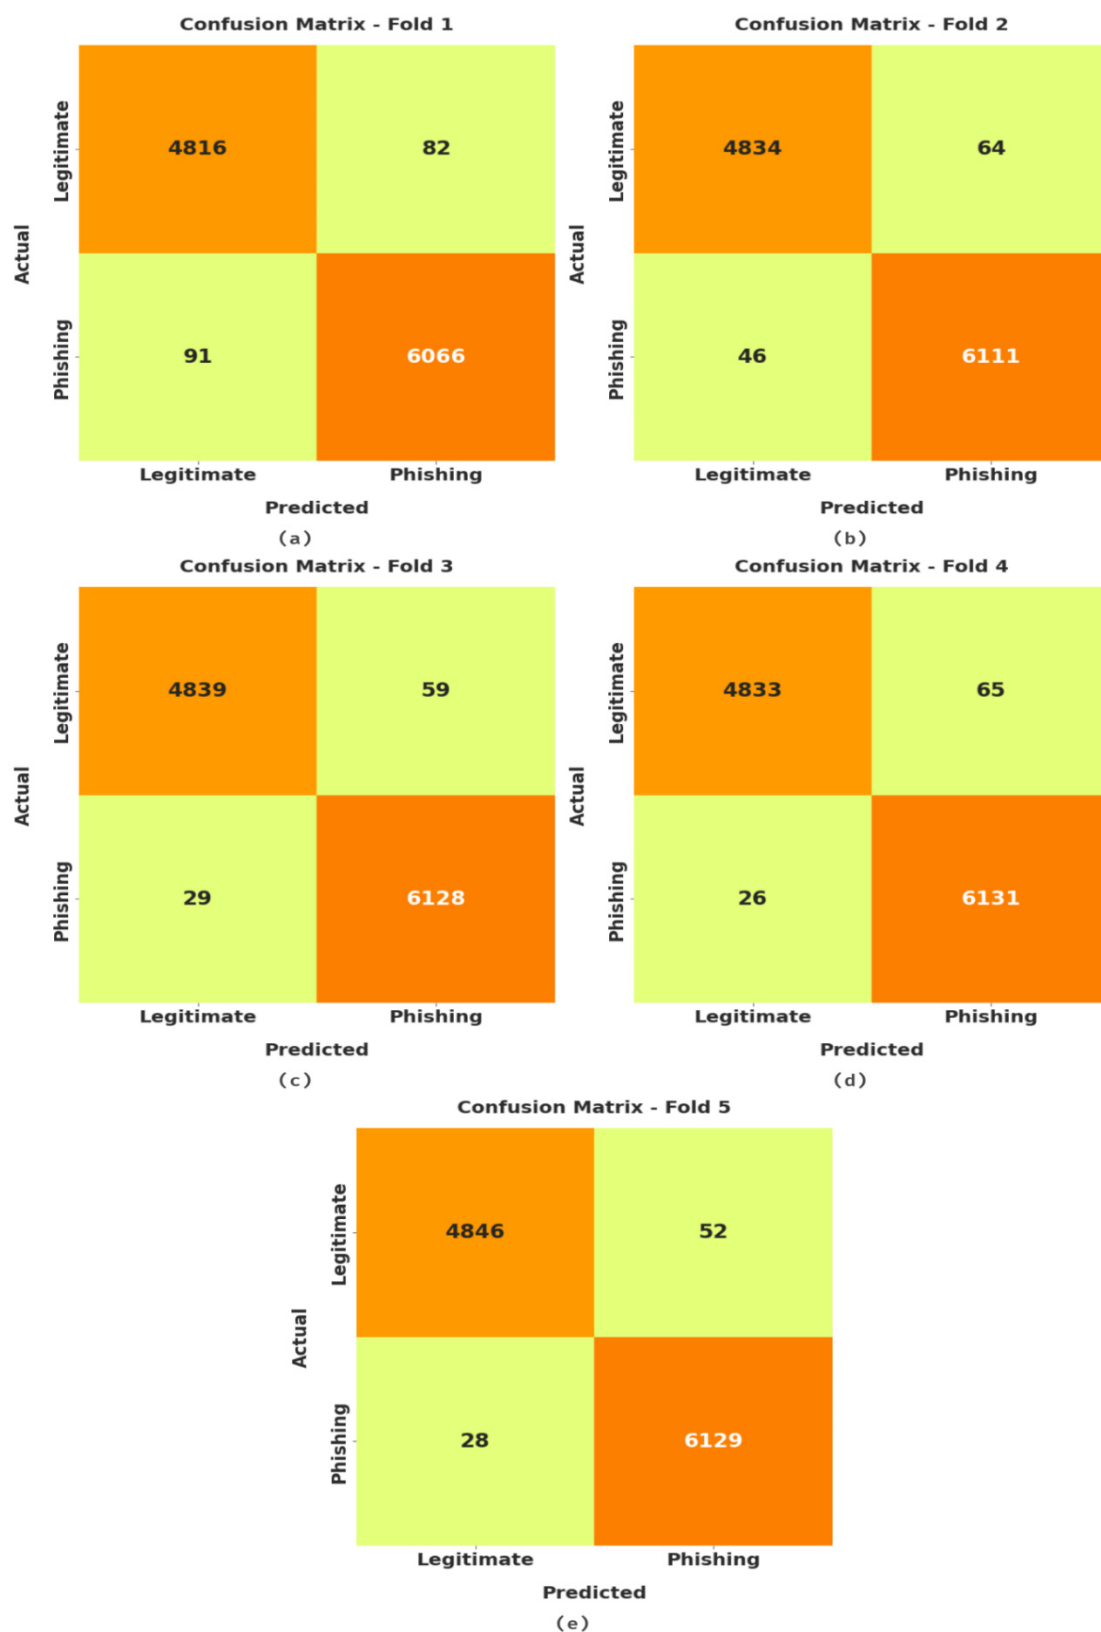 Confusion Matrix - Fold 1
Legitimate
4816
82
Actual
Phishing
91
6066
Legitimate
Phishing
Predicted
(a)
Confusion Matrix - Fold 2
Legitimate
4834
64
Actual
Phishing
46
6111
Legitimate
Phishing
Predicted
(b)
Confusion Matrix - Fold 3
Legitimate
4839
59
Actual
Phishing
29
6128
Legitimate
Phishing
Predicted
(c)
Confusion Matrix - Fold 4
Legitimate
4833
65
Actual
Phishing
26
6131
Legitimate
Phishing
Predicted
(d)
Confusion Matrix - Fold 5
Legitimate
4846
52
Actual
Phishing
28
6129
Legitimate
Phishing
Predicted
(e)